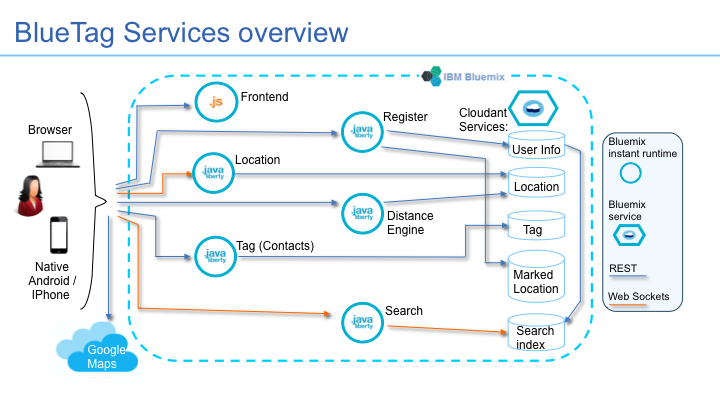 BlueTag Services overview
IBM Bluemix
.js
Frontend
Browser
java
liberty
Register
Cloudant
Services:
User Info
Bluemix
instant runtime
java
liberty
Location
Location
java
liberty
Distance
Engine
Bluemix
service
Tag
java
liberty
Tag (Contacts)
Native
Android /
IPhone
Marked
Location
REST
Web Sockets
java
liberty
Search
Search
index
Google
Maps